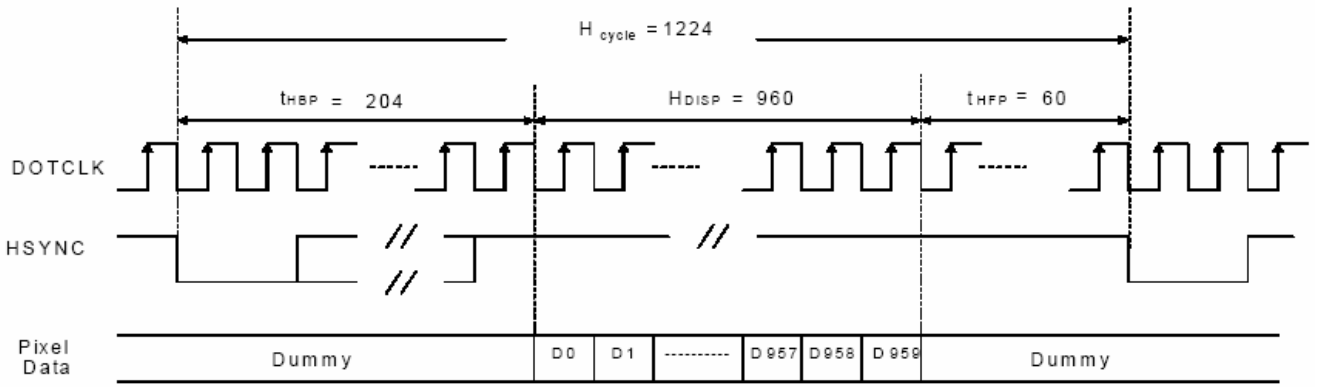 H cycle = 1224
tHBP = 204
HDISP = 960
tHFP = 60
DOTCLK
HSYNC
// //
//
Pixel Data
Dummy
D0 D1 ---------- D957 D958 D959
Dummy